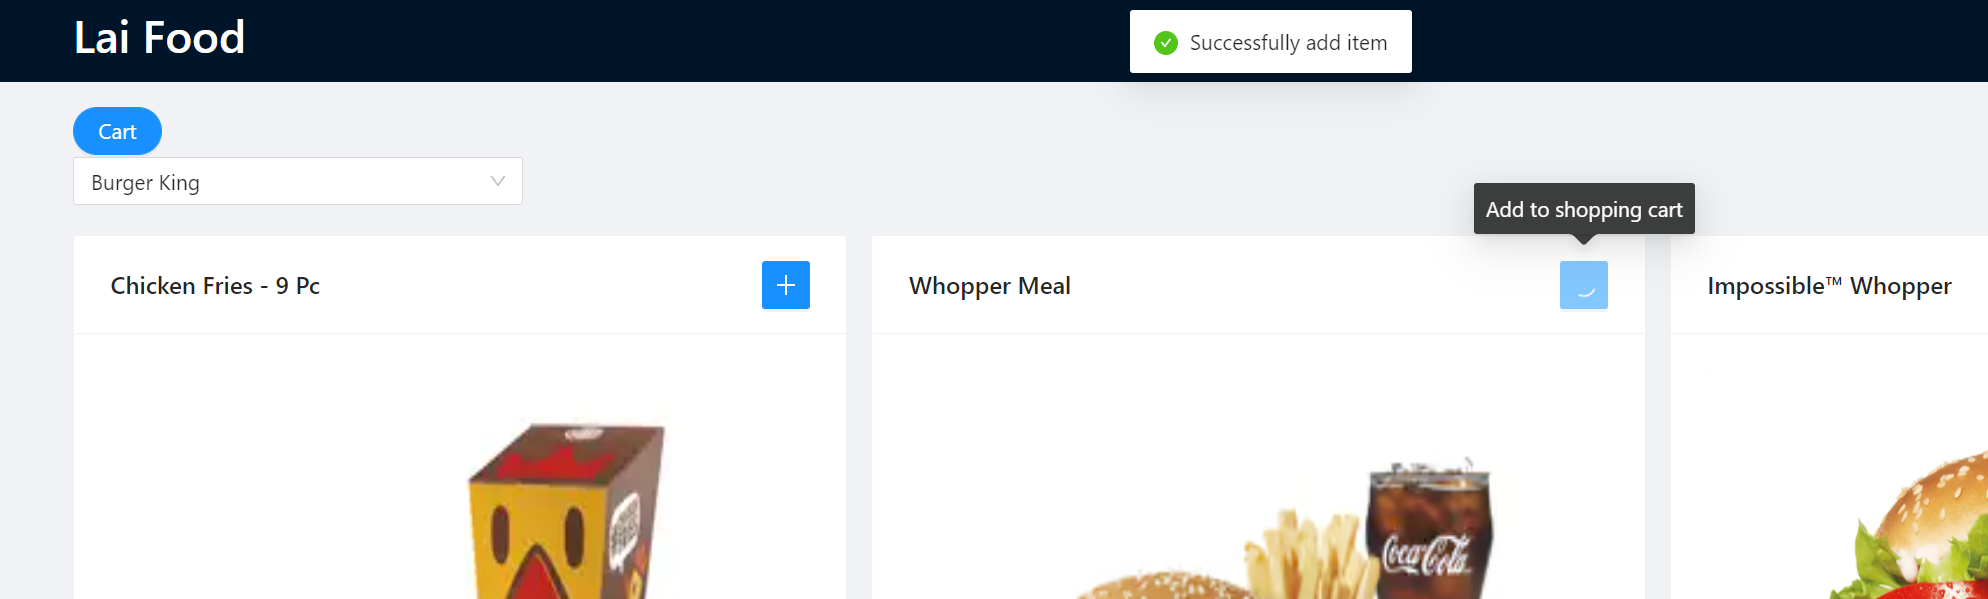 Lai Food
Successfully add item
Cart
Burger King
Add to shopping cart
Chicken Fries - 9 Pc
Whopper Meal
Impossible™ Whopper
Coca-Cola